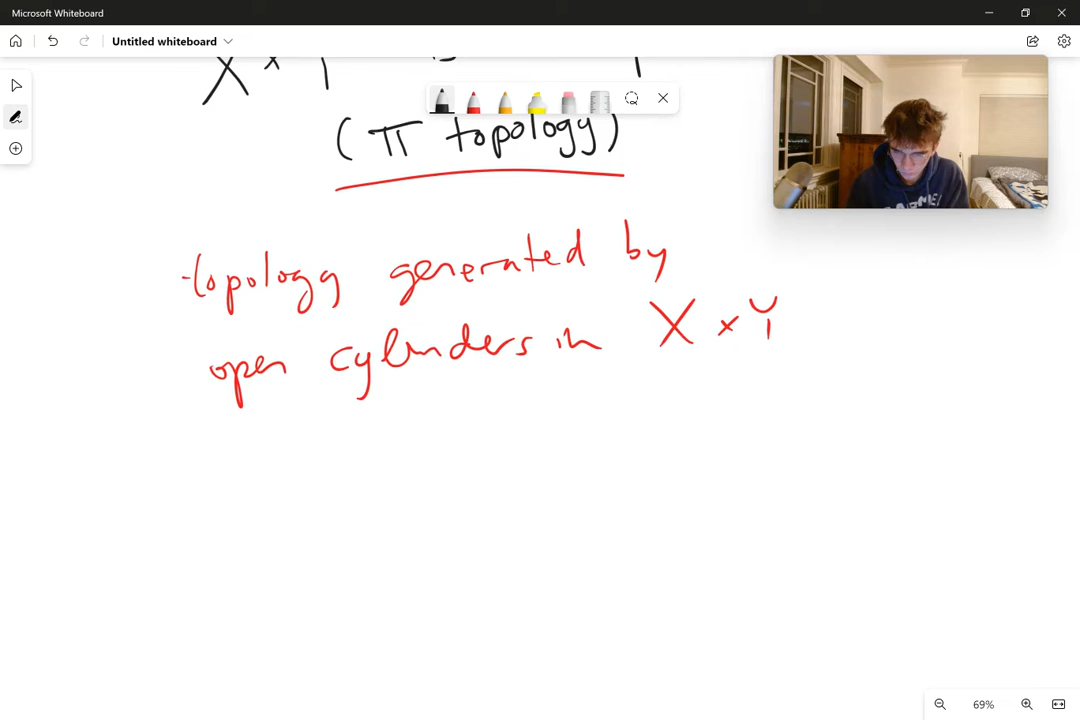 Microsoft Whiteboard
Untitled whiteboard
X × Y
(π topology)
topology generated by
open cylinders in X × Y
69%